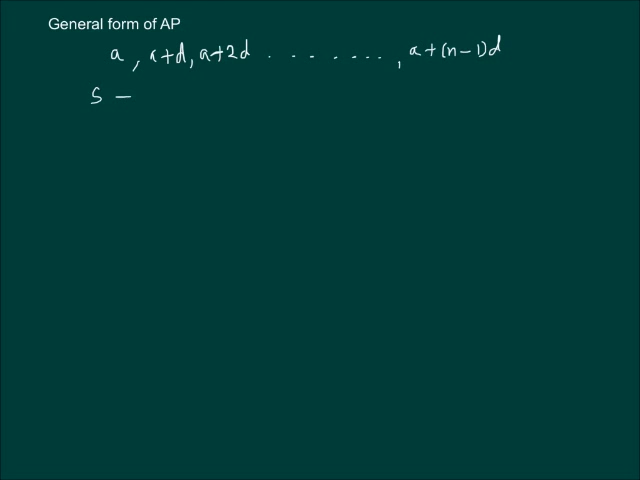 General form of AP
a, a+d, a+2d ........, a+(n-1)d
S -